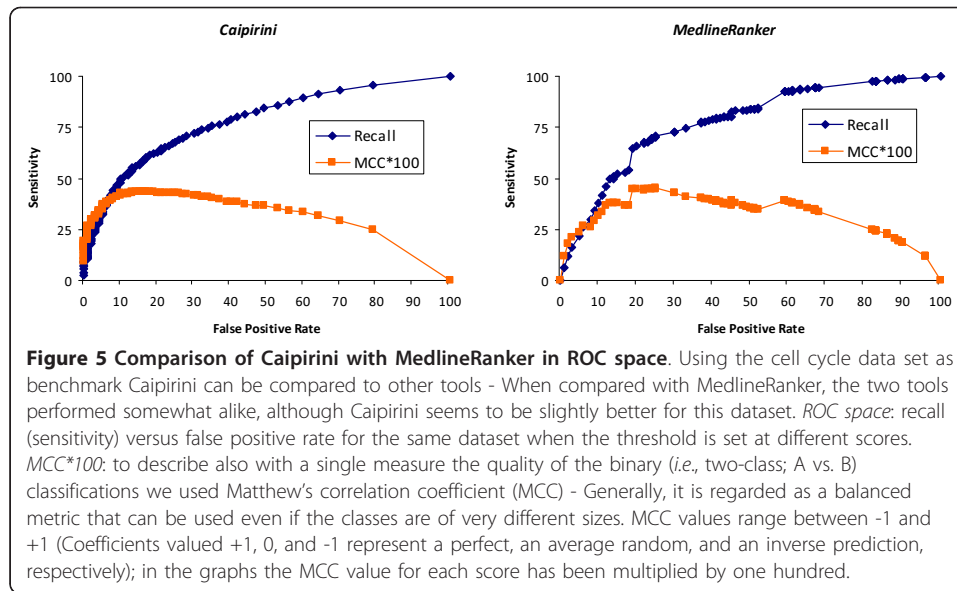 Caipirini
MedlineRanker
100
75
50
25
0
Sensitivity
Recall
MCC*100
0 10 20 30 40 50 60 70 80 90 100
False Positive Rate
100
75
50
25
0
Sensitivity
Recall
MCC*100
0 10 20 30 40 50 60 70 80 90 100
False Positive Rate
Figure 5 Comparison of Caipirini with MedlineRanker in ROC space. Using the cell cycle data set as
benchmark Caipirini can be compared to other tools - When compared with MedlineRanker, the two tools
performed somewhat alike, although Caipirini seems to be slightly better for this dataset. ROC space: recall
(sensitivity) versus false positive rate for the same dataset when the threshold is set at different scores.
MCC*100: to describe also with a single measure the quality of the binary (i.e., two-class; A vs. B)
classifications we used Matthew's correlation coefficient (MCC) - Generally, it is regarded as a balanced
metric that can be used even if the classes are of very different sizes. MCC values range between -1 and
+1 (Coefficients valued +1, 0, and -1 represent a perfect, an average random, and an inverse prediction,
respectively); in the graphs the MCC value for each score has been multiplied by one hundred.